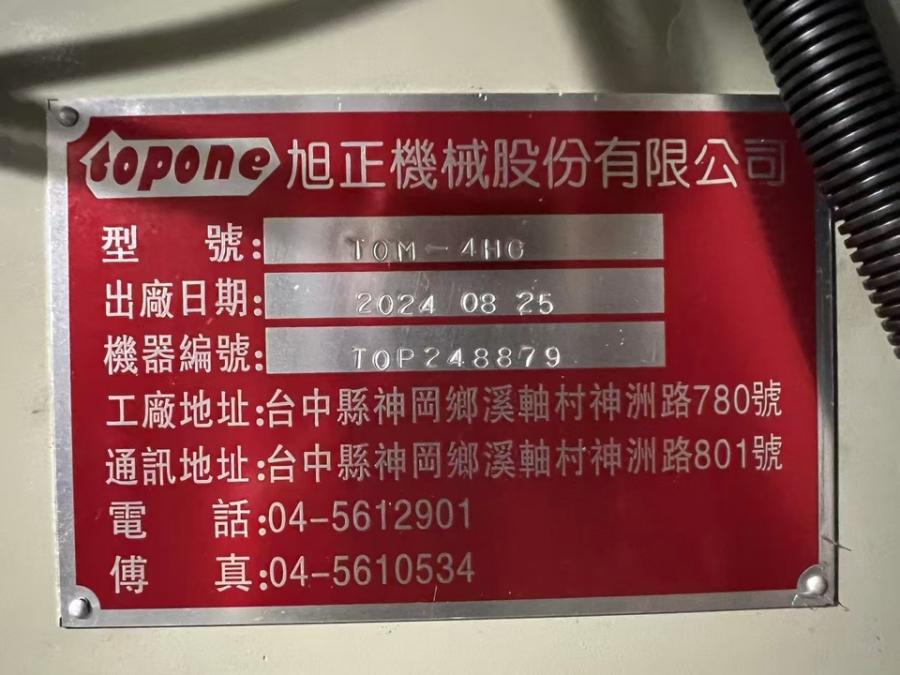 topone 旭正機械股份有限公司
型 號: TOM-4HG
出廠日期: 2024 08 25
機器編號: TOP248879
工廠地址:台中縣神岡鄉溪軸村神洲路780號
通訊地址:台中縣神岡鄉溪軸村神洲路801號
電 話:04-5612901
傅 真:04-5610534